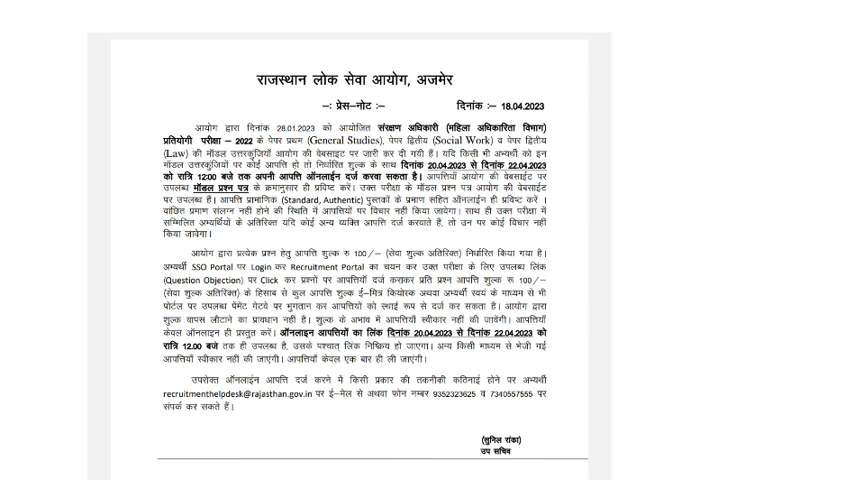 राजस्थान लोक सेवा आयोग, अजमेर
-: प्रेस-नोट :- दिनांक :- 18.04.2023
आयोग द्वारा दिनांक 28.01.2023 को आयोजित संरक्षण अधिकारी (महिला अधिकारिता विभाग)
प्रतियोगी परीक्षा – 2022 के पेपर प्रथम (General Studies), पेपर द्वितीय (Social Work) व पेपर द्वितीय
(Law) की मॉडल उत्तरकुंजियाँ आयोग की वेबसाइट पर जारी कर दी गयी हैं। यदि किसी भी अभ्यर्थी को इन
मॉडल उत्तरकुंजियों पर कोई आपत्ति हो तो निर्धारित शुल्क के साथ दिनांक 20.04.2023 से दिनांक 22.04.2023
को रात्रि 12:00 बजे तक अपनी आपत्ति ऑनलाईन दर्ज करवा सकता है। आपत्तियाँ आयोग की वेबसाईट पर
उपलब्ध मॉडल प्रश्न पत्र के क्रमानुसार ही प्रविष्ट करें। उक्त परीक्षा के मॉडल प्रश्न पत्र आयोग की वेबसाईट
पर उपलब्ध हैं। आपत्ति प्रामाणिक (Standard, Authentic) पुस्तकों के प्रमाण सहित ऑनलाईन ही प्रविष्ट करें ।
वांछित प्रमाण संलग्न नहीं होने की स्थिति में आपत्तियों पर विचार नहीं किया जायेगा। साथ ही उक्त परीक्षा में
सम्मिलित अभ्यर्थियों के अतिरिक्त यदि कोई अन्य व्यक्ति आपत्ति दर्ज करवाते हैं, तो उन पर कोई विचार नहीं
किया जावेगा।
आयोग द्वारा प्रत्येक प्रश्न हेतु आपत्ति शुल्क रु 100/- (सेवा शुल्क अतिरिक्त) निर्धारित किया गया है।
अभ्यर्थी SSO Portal पर Login कर Recruitment Portal का चयन कर उक्त परीक्षा के लिए उपलब्ध लिंक
(Question Objection) पर Click कर प्रश्नों पर आपत्तियाँ दर्ज कराकर प्रति प्रश्न आपत्ति शुल्क रू 100/-
(सेवा शुल्क अतिरिक्त) के हिसाब से कुल आपत्ति शुल्क ई-मित्र कियोस्क अथवा अभ्यर्थी स्वयं के माध्यम से भी
पोर्टल पर उपलब्ध पेमेंट गेटवे पर भुगतान कर आपत्तियों को स्थाई रूप से दर्ज कर सकता है। आयोग द्वारा
शुल्क वापस लौटाने का प्रावधान नहीं है। शुल्क के अभाव में आपत्तियाँ स्वीकार नहीं की जावेंगी। आपत्तियाँ
केवल ऑनलाइन ही प्रस्तुत करें। ऑनलाइन आपत्तियों का लिंक दिनांक 20.04.2023 से दिनांक 22.04.2023 को
रात्रि 12.00 बजे तक ही उपलब्ध है, उसके पश्चात् लिंक निष्क्रिय हो जाएगा। अन्य किसी माध्यम से भेजी गई
आपत्तियाँ स्वीकार नहीं की जाएंगी। आपत्तियाँ केवल एक बार ही ली जाएंगी।
उपरोक्त ऑनलाईन आपत्ति दर्ज करने में किसी प्रकार की तकनीकी कठिनाई होने पर अभ्यर्थी
recruitmenthelpdesk@rajasthan.gov.in पर ई-मेल से अथवा फोन नम्बर 9352323625 व 7340557555 पर
संपर्क कर सकते हैं।
(सुनिल रांका)
उप सचिव